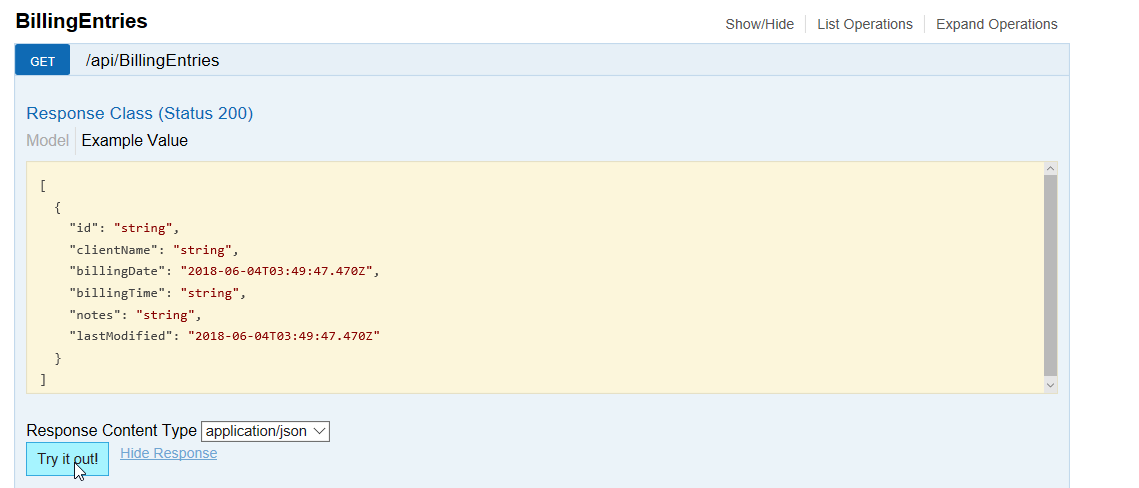 BillingEntries
Show/Hide List Operations Expand Operations
GET /api/BillingEntries
Response Class (Status 200)
Model Example Value
[
{
"id": "string",
"clientName": "string",
"billingDate": "2018-06-04T03:49:47.470Z",
"billingTime": "string",
"notes": "string",
"lastModified": "2018-06-04T03:49:47.470Z"
}
]
Response Content Type application/json
Try it out! Hide Response